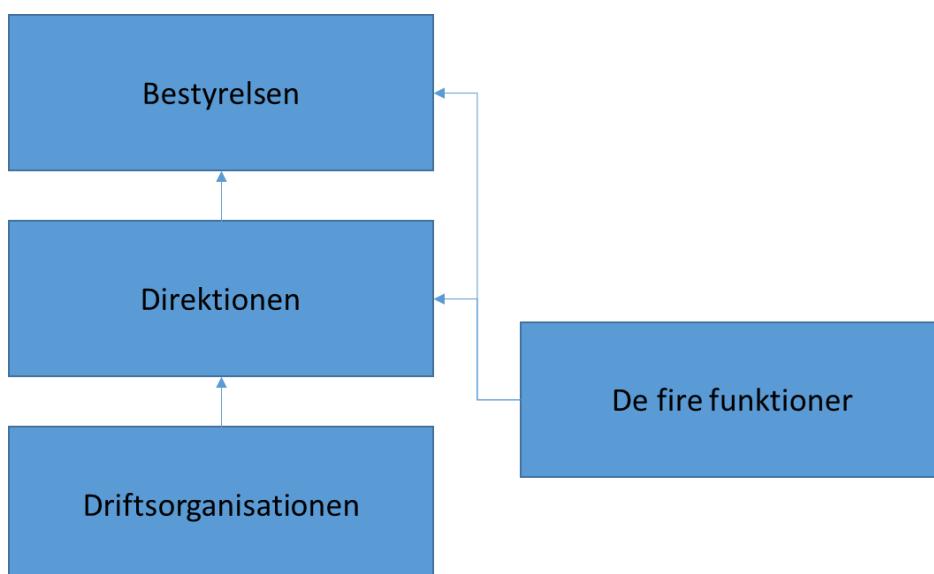 Bestyrelsen
Direktionen
De fire funktioner
Driftsorganisationen